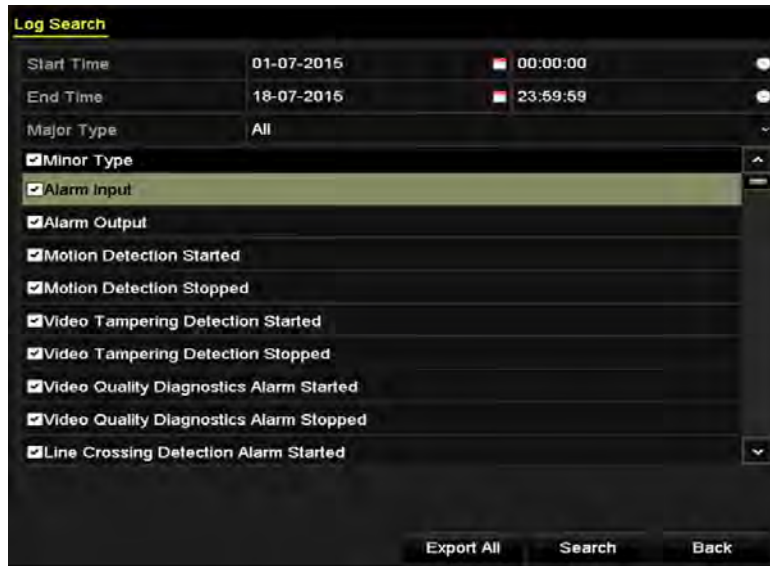 Log Search
Start Time 01-07-2015 00:00:00
End Time 18-07-2015 23:59:59
Major Type All
Minor Type
Alarm Input
Alarm Output
Motion Detection Started
Motion Detection Stopped
Video Tampering Detection Started
Video Tampering Detection Stopped
Video Quality Diagnostics Alarm Started
Video Quality Diagnostics Alarm Stopped
Line Crossing Detection Alarm Started
Export All Search Back